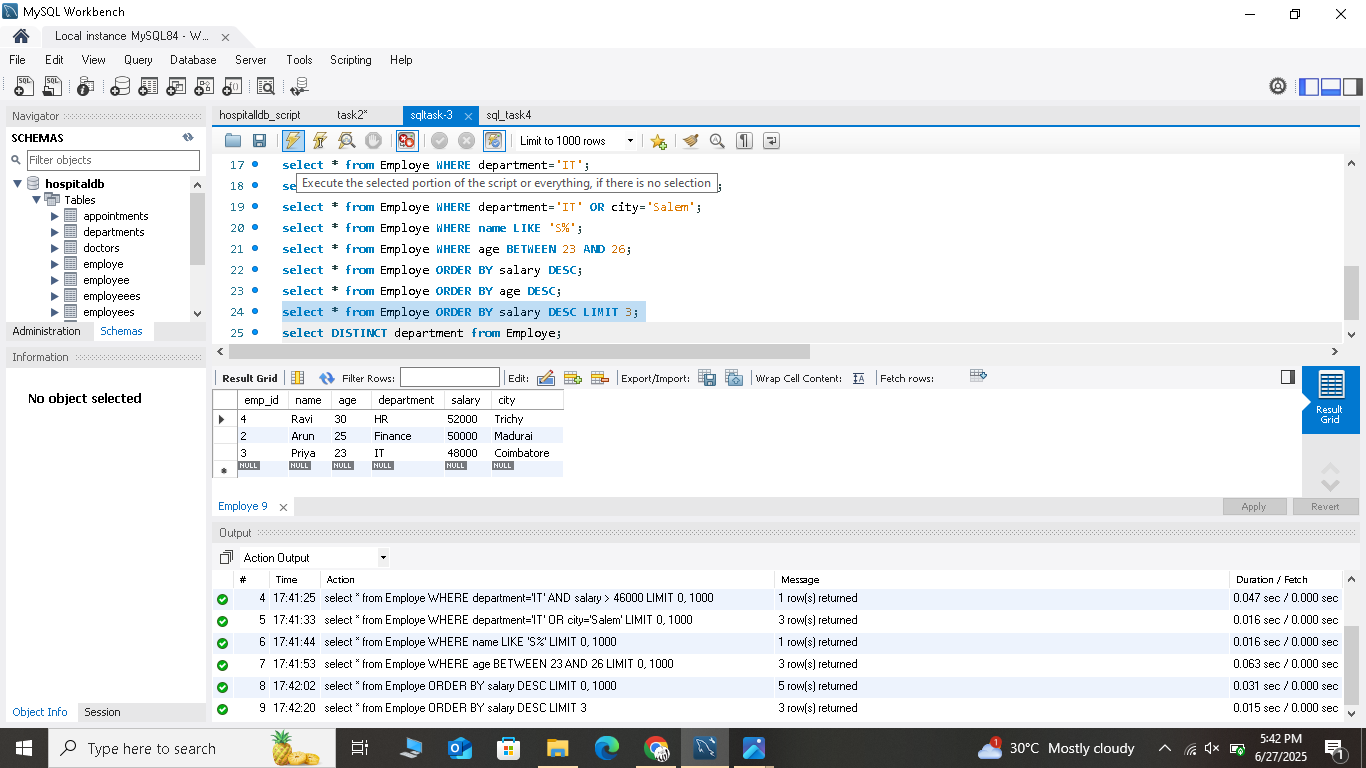 MySQL Workbench
Local instance MySQL84 - W...
File Edit View Query Database Server Tools Scripting Help
Navigator
SCHEMAS
Filter objects
hospitaldb
Tables
appointments
departments
doctors
employe
employee
employeees
employees
Administration Schemas
Information
No object selected
Object Info Session
hospitalldb_script task2* sqltask-3 sql_task4
Limit to 1000 rows
17 select * from Employe WHERE department='IT';
Execute the selected portion of the script or everything, if there is no selection
18 se ;
19 select * from Employe WHERE department='IT' OR city='Salem';
20 select * from Employe WHERE name LIKE 'S%';
21 select * from Employe WHERE age BETWEEN 23 AND 26;
22 select * from Employe ORDER BY salary DESC;
23 select * from Employe ORDER BY age DESC;
24 select * from Employe ORDER BY salary DESC LIMIT 3;
25 select DISTINCT department from Employe;
Result Grid Filter Rows: Edit: Export/Import: Wrap Cell Content: Fetch rows:
emp_id name age department salary city
4 Ravi 30 HR 52000 Trichy
2 Arun 25 Finance 50000 Madurai
3 Priya 23 IT 48000 Coimbatore
NULL NULL NULL NULL NULL NULL
Result
Grid
Employe 9 Apply Revert
Output
Action Output
# Time Action Message Duration / Fetch
4 17:41:25 select * from Employe WHERE department='IT' AND salary > 46000 LIMIT 0, 1000 1 row(s) returned 0.047 sec / 0.000 sec
5 17:41:33 select * from Employe WHERE department='IT' OR city='Salem' LIMIT 0, 1000 3 row(s) returned 0.016 sec / 0.000 sec
6 17:41:44 select * from Employe WHERE name LIKE 'S%' LIMIT 0, 1000 1 row(s) returned 0.016 sec / 0.000 sec
7 17:41:53 select * from Employe WHERE age BETWEEN 23 AND 26 LIMIT 0, 1000 3 row(s) returned 0.063 sec / 0.000 sec
8 17:42:02 select * from Employe ORDER BY salary DESC LIMIT 0, 1000 5 row(s) returned 0.031 sec / 0.000 sec
9 17:42:20 select * from Employe ORDER BY salary DESC LIMIT 3 3 row(s) returned 0.015 sec / 0.000 sec
Type here to search
1 30°C Mostly cloudy
5:42 PM
6/27/2025
1